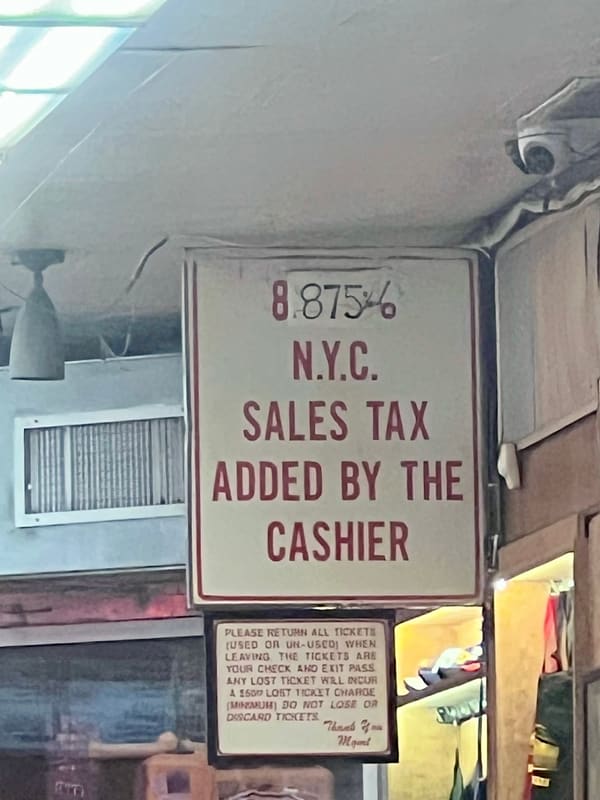 8.875%
N.Y.C.
SALES TAX
ADDED BY THE
CASHIER
PLEASE RETURN ALL TICKETS
(USED OR UN-USED) WHEN
LEAVING. THE TICKETS ARE
YOUR CHECK AND EXIT PASS.
ANY LOST TICKET WILL INCUR
A $50⁰⁰ LOST TICKET CHARGE
(MINIMUM) DO NOT LOSE OR
DISCARD TICKETS.
Thank You
Mgmt